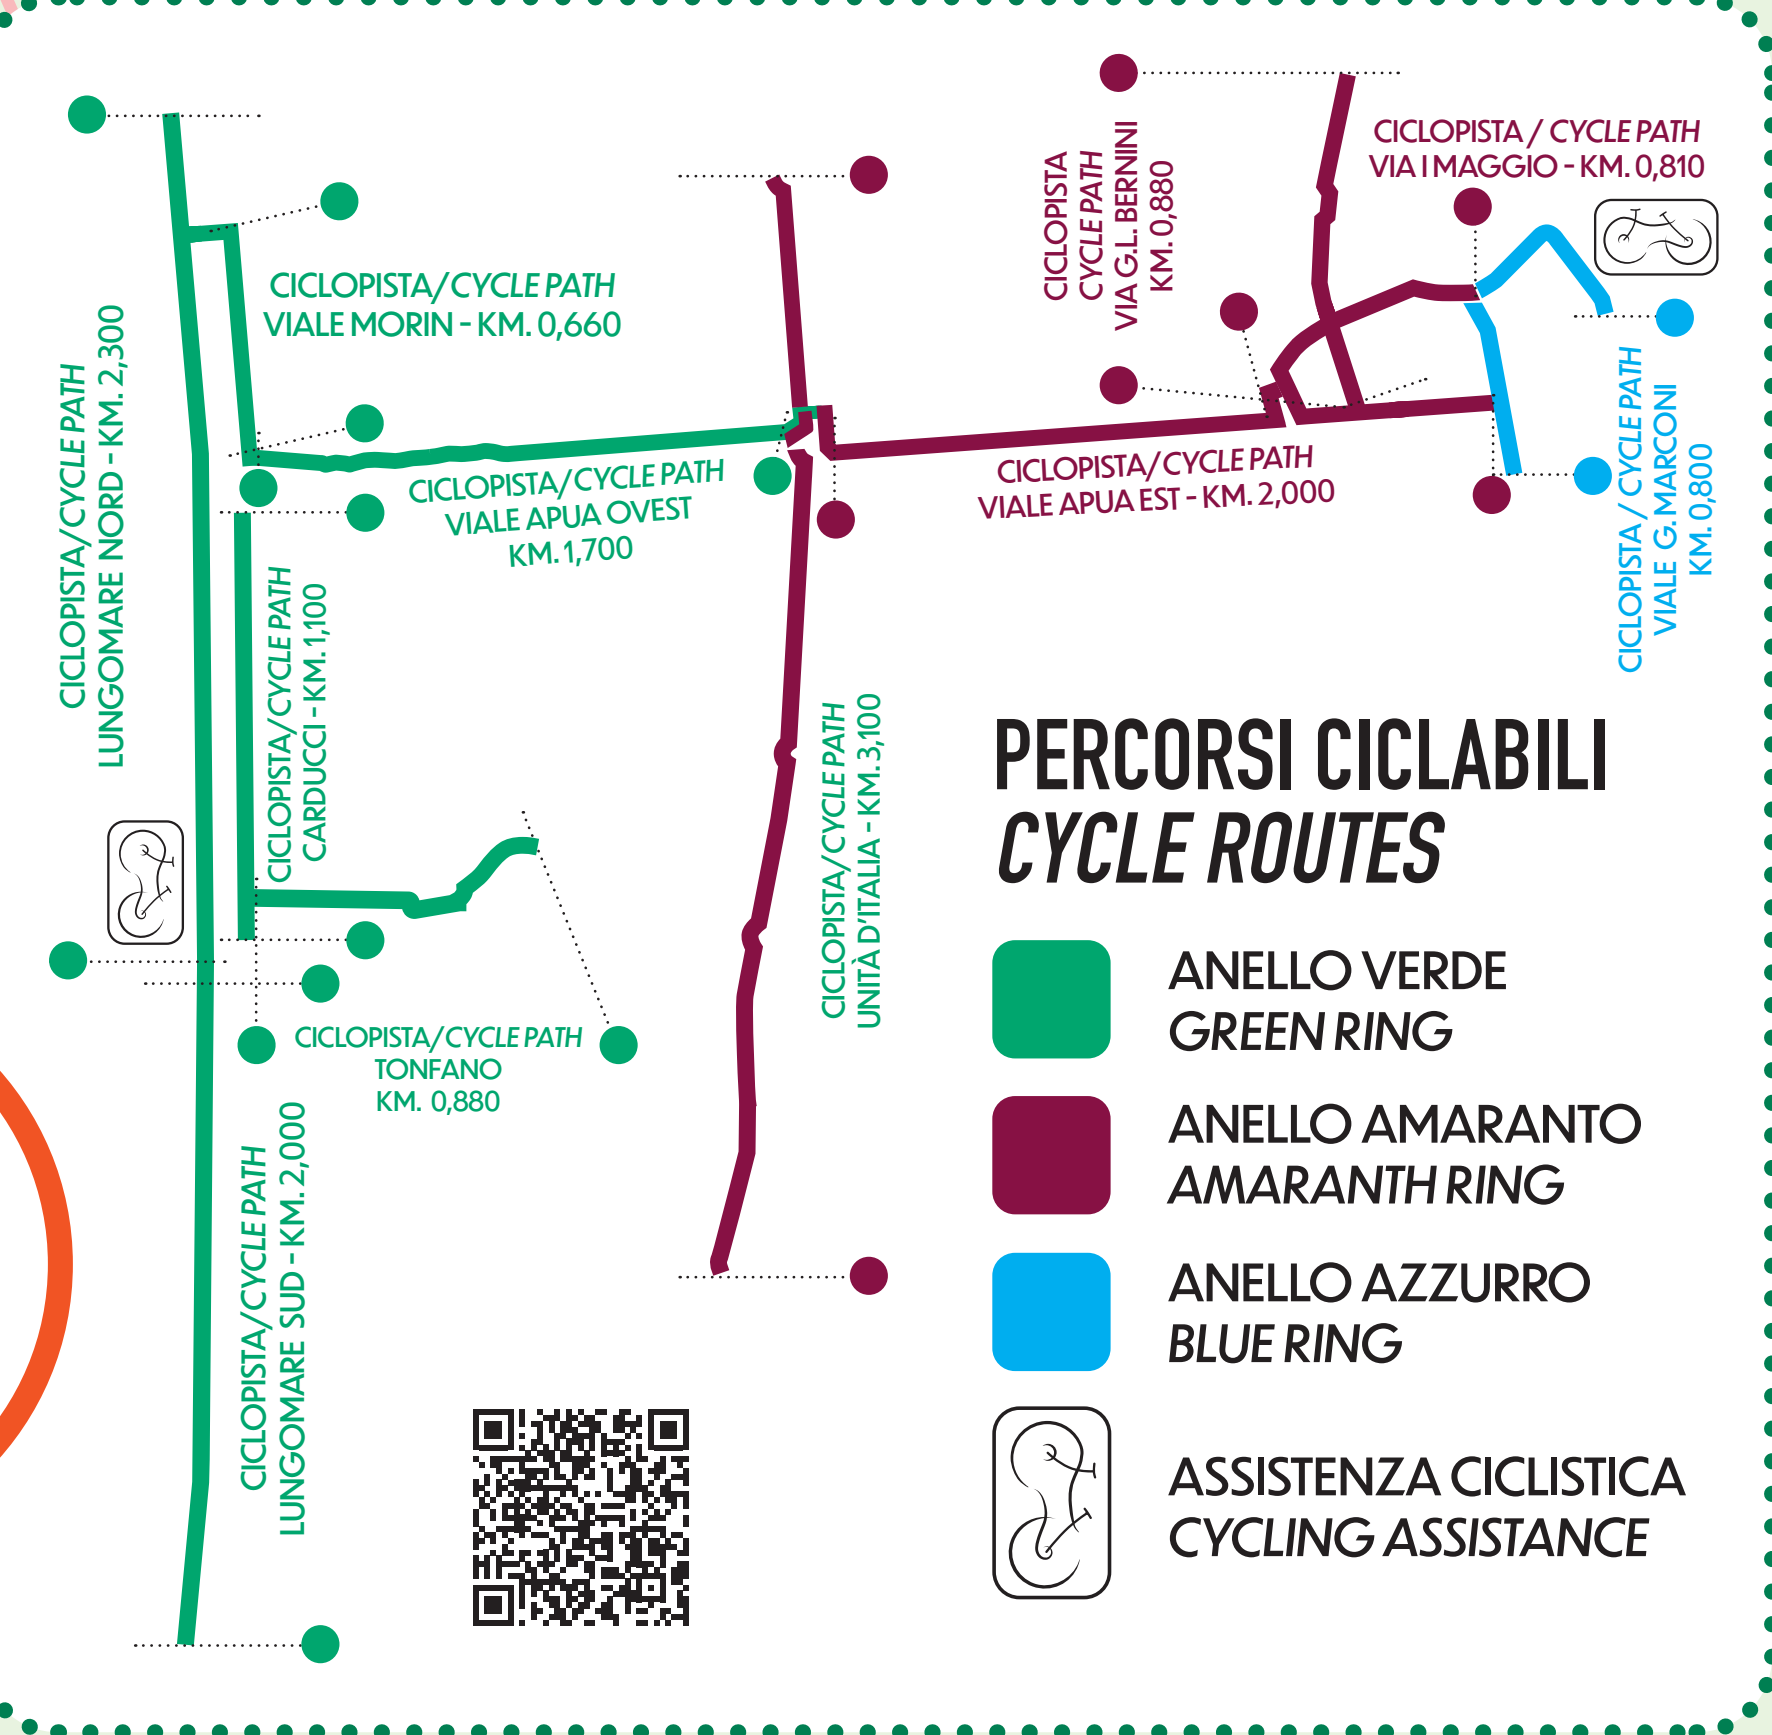 CICLOPISTA / CYCLE PATH
VIA I MAGGIO - KM. 0,810
CICLOPISTA
CYCLE PATH
VIA G.L. BERNINI
KM. 0,880
CICLOPISTA/CYCLE PATH
VIALE MORIN - KM. 0,660
CICLOPISTA/CYCLE PATH
LUNGOMARE NORD - KM. 2,300
CICLOPISTA/CYCLE PATH
VIALE APUA OVEST
KM. 1,700
CICLOPISTA/CYCLE PATH
VIALE APUA EST - KM. 2,000
CICLOPISTA / CYCLE PATH
VIALE G.MARCONI
KM. 0,800
CICLOPISTA/CYCLE PATH
CARDUCCI - KM. 1,100
CICLOPISTA/CYCLE PATH
UNITÀ D'ITALIA - KM. 3,100
CICLOPISTA/CYCLE PATH
TONFANO
KM. 0,880
CICLOPISTA/CYCLE PATH
LUNGOMARE SUD - KM. 2,000
PERCORSI CICLABILI
CYCLE ROUTES
ANELLO VERDE
GREEN RING
ANELLO AMARANTO
AMARANTH RING
ANELLO AZZURRO
BLUE RING
ASSISTENZA CICLISTICA
CYCLING ASSISTANCE